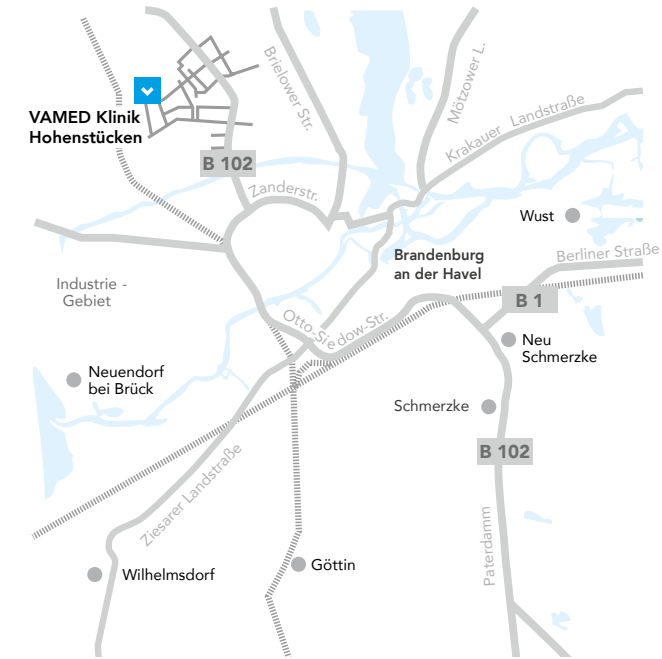 Brielower Str.
Mötzower L.
Krakauer Landstraße
VAMED Klinik
Hohenstücken
B 102
Zanderstr.
Wust
Brandenburg
an der Havel
Berliner Straße
Industrie -
Gebiet
B 1
Otto-Siedow-Str.
Neu
Schmerzke
Neuendorf
bei Brück
Schmerzke
B 102
Ziesarer Landstraße
Paterdamm
Göttin
Wilhelmsdorf